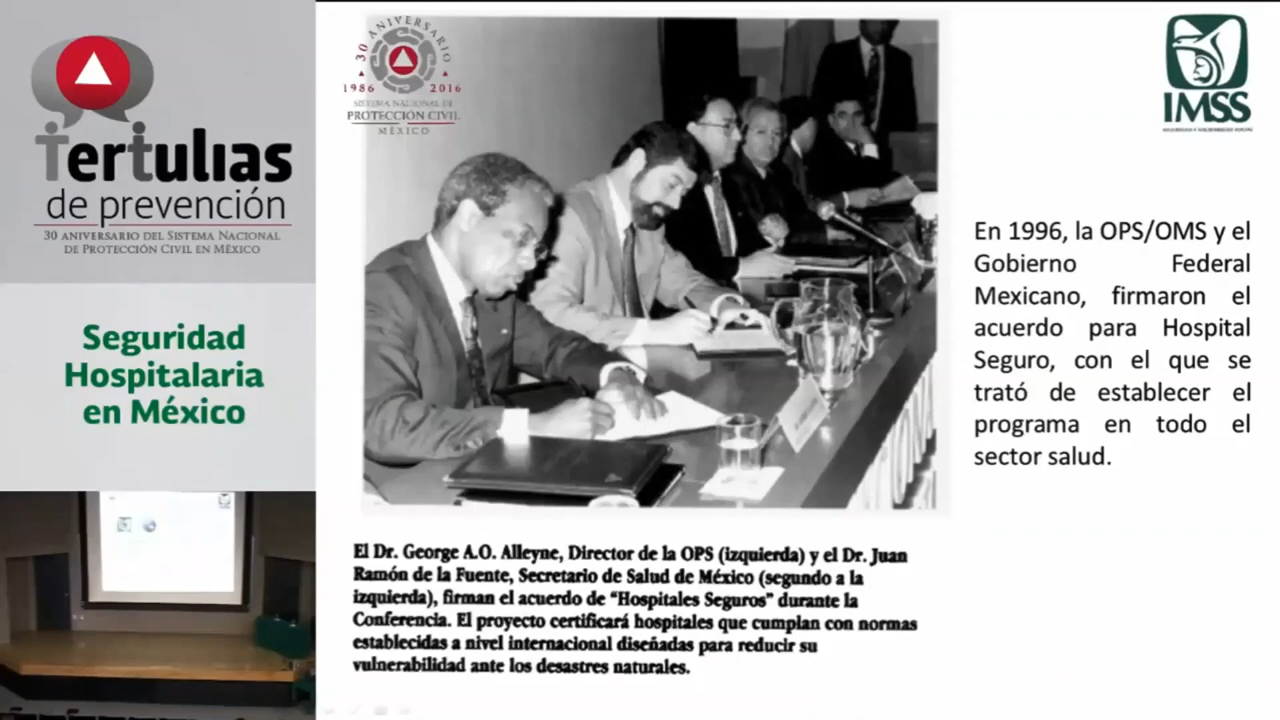 Tertulias
de prevención
30 ANIVERSARIO DEL SISTEMA NACIONAL
DE PROTECCIÓN CIVIL EN MÉXICO
Seguridad
Hospitalaria
en México
30 ANIVERSARIO
1986 2016
SISTEMA NACIONAL DE
PROTECCIÓN CIVIL
MÉXICO
El Dr. George A.O. Alleyne, Director de la OPS (izquierda) y el Dr. Juan
Ramón de la Fuente, Secretario de Salud de México (segundo a la
izquierda), firman el acuerdo de “Hospitales Seguros” durante la
Conferencia. El proyecto certificará hospitales que cumplan con normas
establecidas a nivel internacional diseñadas para reducir su
vulnerabilidad ante los desastres naturales.
IMSS
SEGURIDAD Y SOLIDARIDAD SOCIAL
En 1996, la OPS/OMS y el
Gobierno Federal
Mexicano, firmaron el
acuerdo para Hospital
Seguro, con el que se
trató de establecer el
programa en todo el
sector salud.